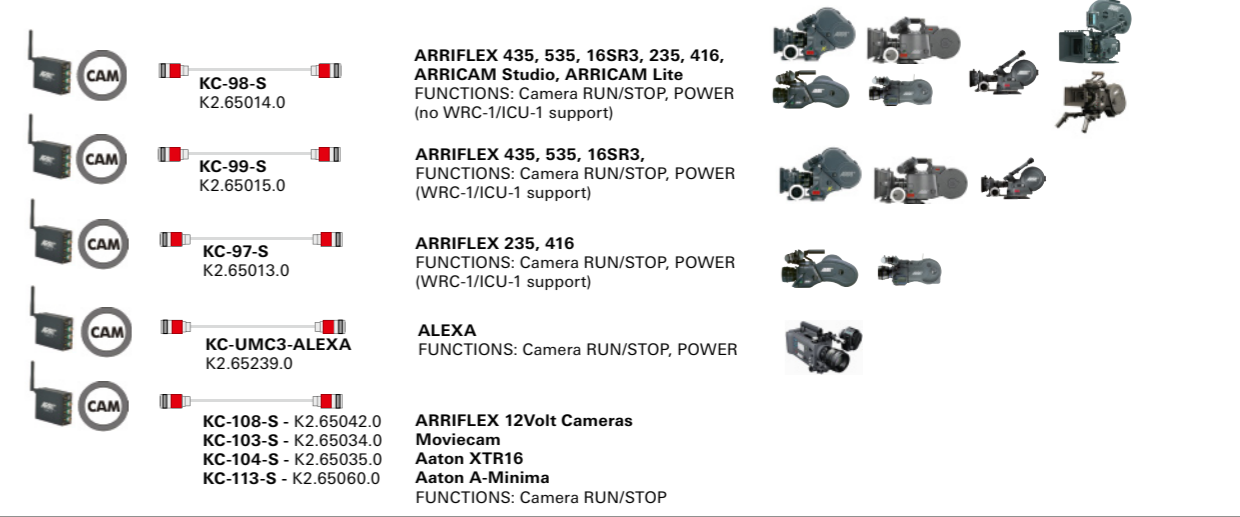 CAM
KC-98-S
K2.65014.0
ARRIFLEX 435, 535, 16SR3, 235, 416,
ARRICAM Studio, ARRICAM Lite
FUNCTIONS: Camera RUN/STOP, POWER
(no WRC-1/ICU-1 support)
CAM
KC-99-S
K2.65015.0
ARRIFLEX 435, 535, 16SR3,
FUNCTIONS: Camera RUN/STOP, POWER
(WRC-1/ICU-1 support)
CAM
KC-97-S
K2.65013.0
ARRIFLEX 235, 416
FUNCTIONS: Camera RUN/STOP, POWER
(WRC-1/ICU-1 support)
CAM
KC-UMC3-ALEXA
K2.65239.0
ALEXA
FUNCTIONS: Camera RUN/STOP, POWER
CAM
KC-108-S - K2.65042.0
ARRIFLEX 12Volt Cameras
KC-103-S - K2.65034.0
Moviecam
KC-104-S - K2.65035.0
Aaton XTR16
KC-113-S - K2.65060.0
Aaton A-Minima
FUNCTIONS: Camera RUN/STOP